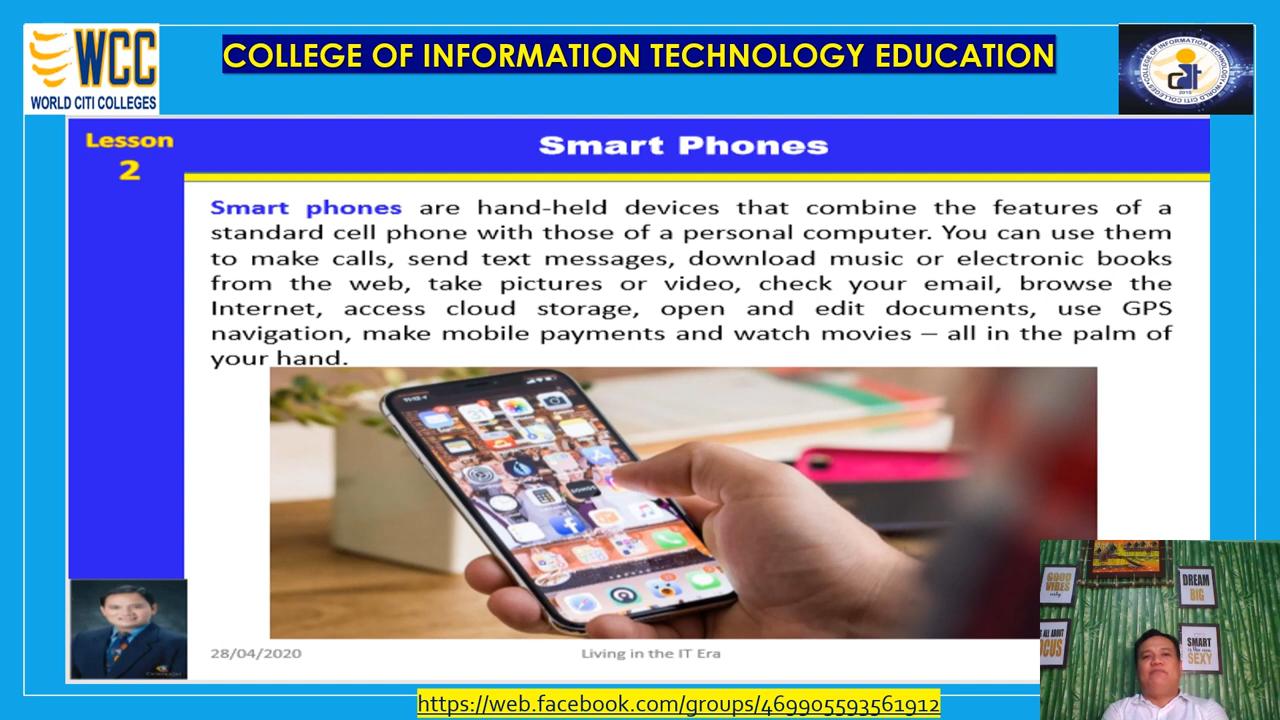 WCC
WORLD CITI COLLEGES
COLLEGE OF INFORMATION TECHNOLOGY EDUCATION
Lesson
2
Smart Phones
Smart phones are hand-held devices that combine the features of a
standard cell phone with those of a personal computer. You can use them
to make calls, send text messages, download music or electronic books
from the web, take pictures or video, check your email, browse the
Internet, access cloud storage, open and edit documents, use GPS
navigation, make mobile payments and watch movies – all in the palm of
your hand.
11:12
31
SONOS
GOOD
VIBES
only
DREAM
BIG
ALL ABOUT
OCUS
SMART
is the new
SEXY
28/04/2020
Living in the IT Era
https://web.facebook.com/groups/469905593561912